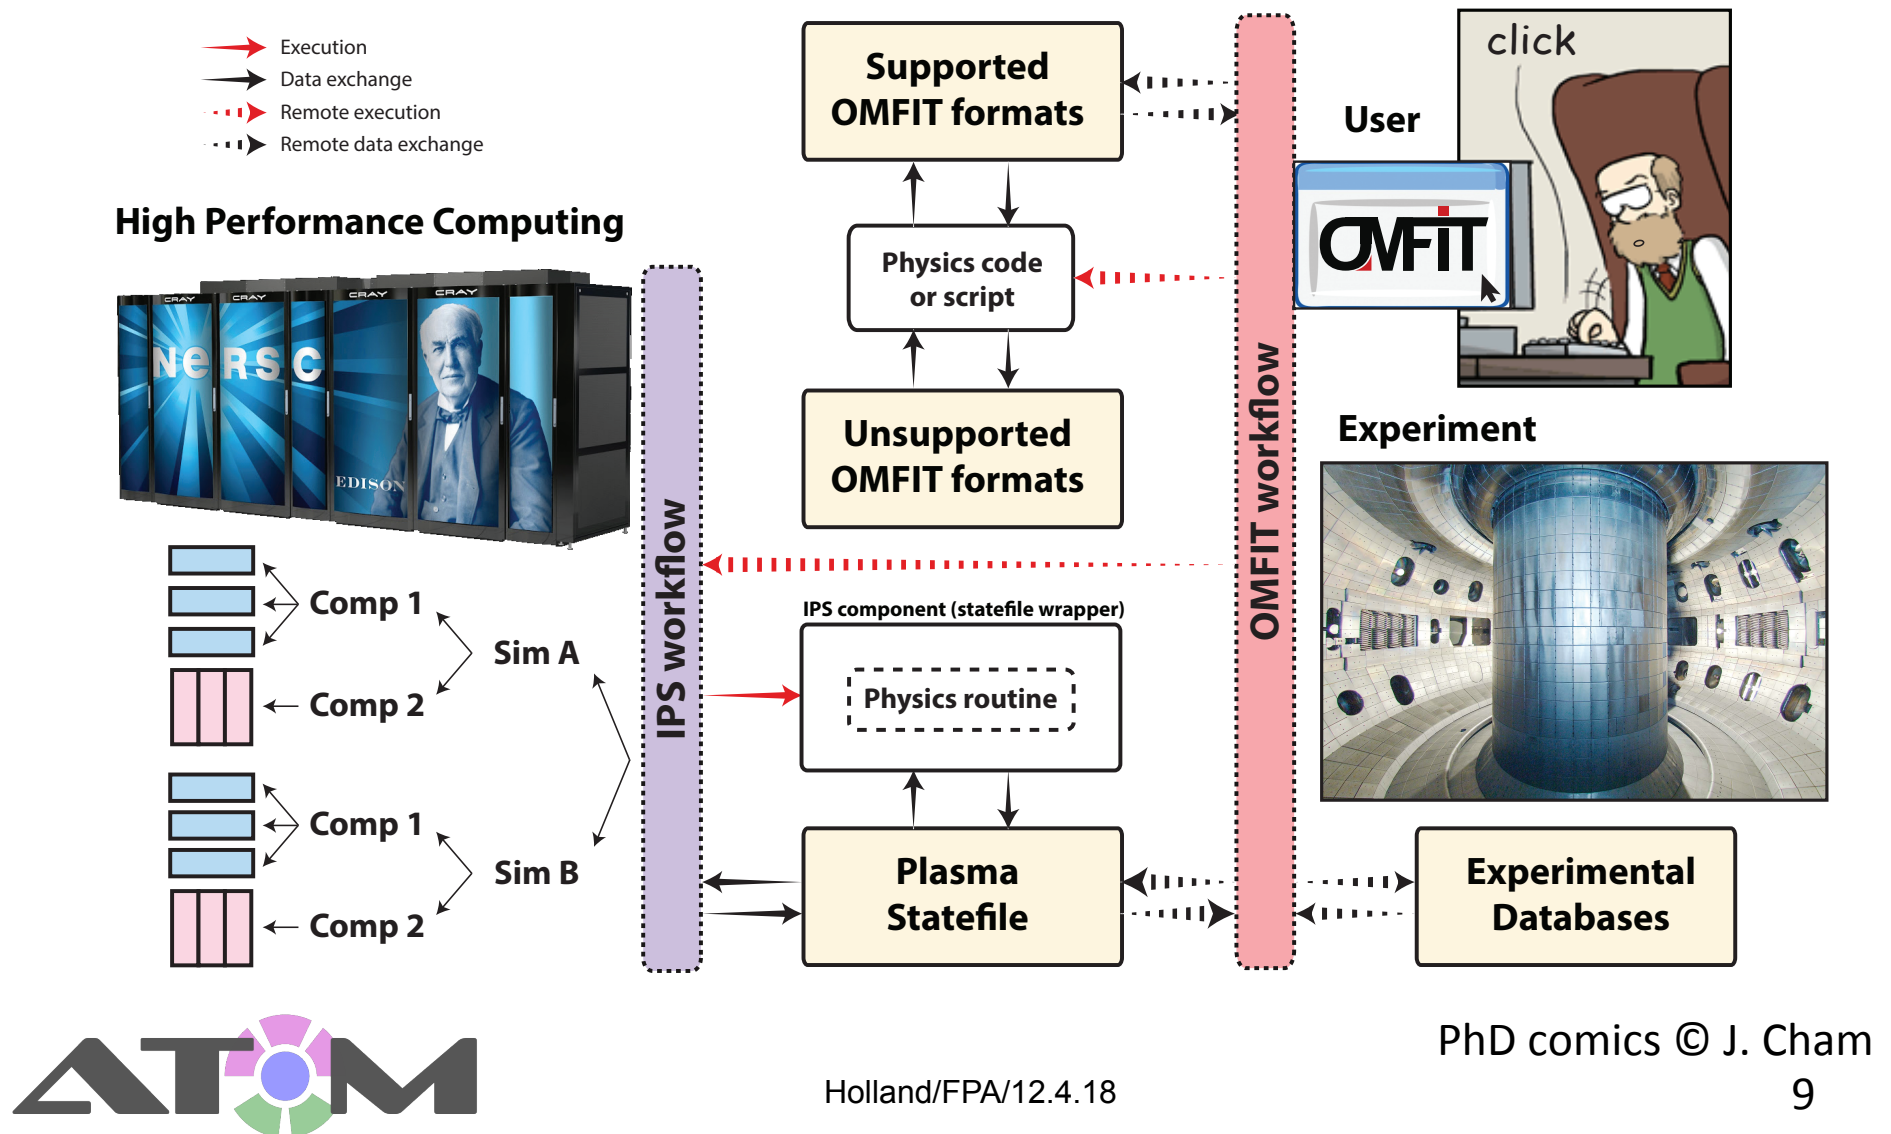 Execution
Data exchange
Remote execution
Remote data exchange
High Performance Computing
CRAY
CRAY
CRAY
CRAY
NERSC
EDISON
Comp 1
Comp 2
Sim A
Comp 1
Comp 2
Sim B
IPS workflow
Supported
OMFIT formats
Physics code
or script
Unsupported
OMFIT formats
IPS component (statefile wrapper)
Physics routine
Plasma
Statefile
OMFIT workflow
click
User
OMFiT
Experiment
Experimental
Databases
ATOM
Holland/FPA/12.4.18
PhD comics © J. Cham
9